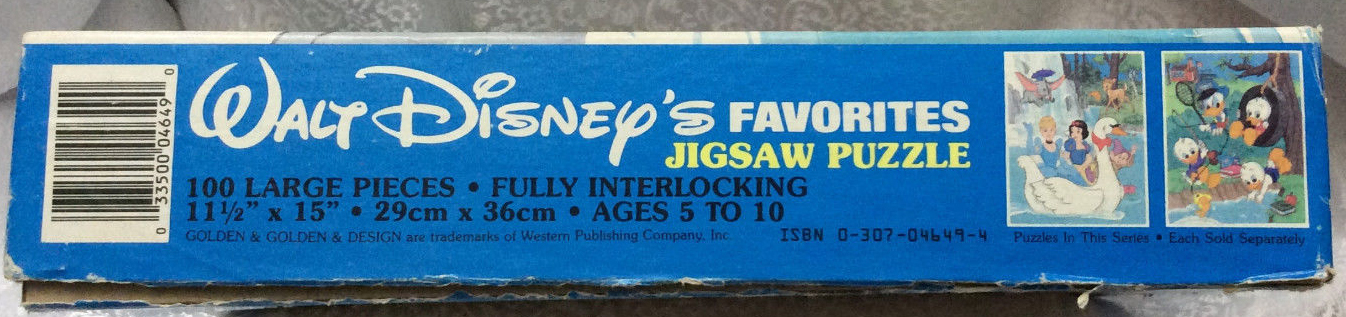 WALT DISNEY'S FAVORITES
JIGSAW PUZZLE
100 LARGE PIECES • FULLY INTERLOCKING
11½" x 15" • 29cm x 36cm • AGES 5 TO 10
GOLDEN & GOLDEN & DESIGN are trademarks of Western Publishing Company, Inc.
ISBN 0-307-04649-4
Puzzles In This Series • Each Sold Separately
0 33500 04649 0